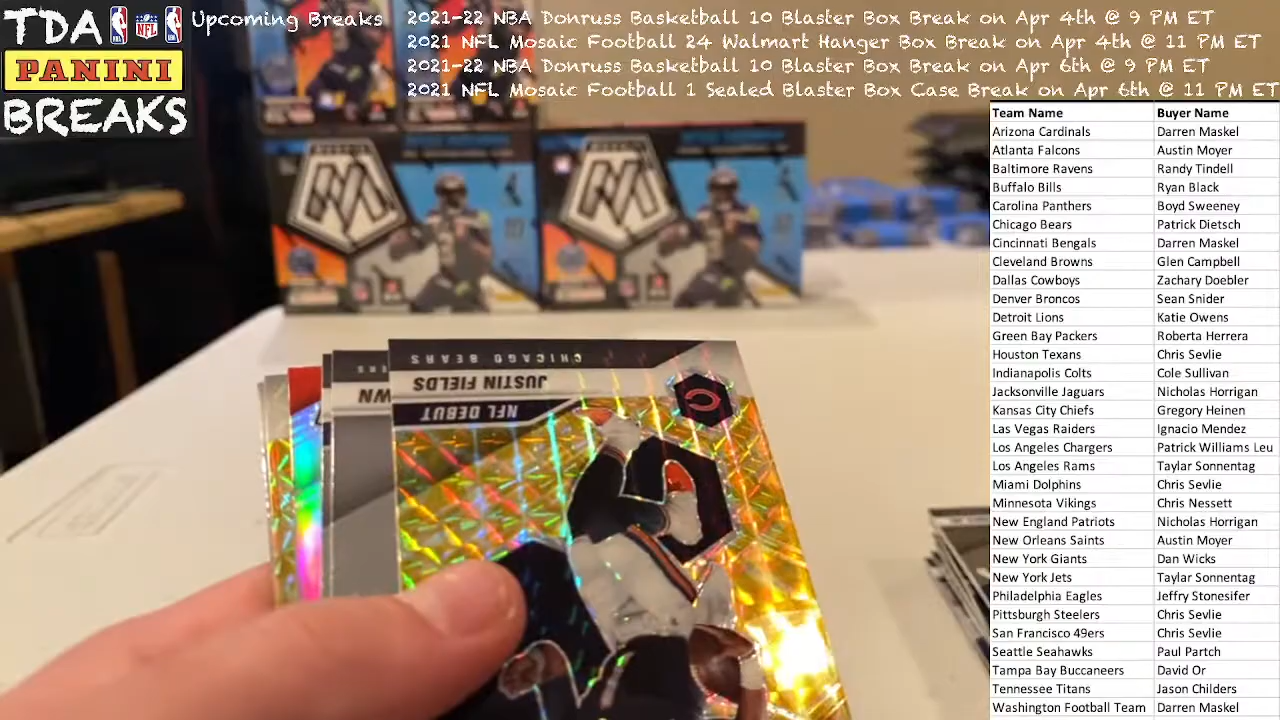 TDA
PANINI
BREAKS
Upcoming Breaks
2021-22 NBA Donruss Basketball 10 Blaster Box Break on Apr 4th @ 9 PM ET
2021 NFL Mosaic Football 24 Walmart Hanger Box Break on Apr 4th @ 11 PM ET
2021-22 NBA Donruss Basketball 10 Blaster Box Break on Apr 6th @ 9 PM ET
2021 NFL Mosaic Football 1 Sealed Blaster Box Case Break on Apr 6th @ 11 PM ET
Team Name Buyer Name
Arizona Cardinals Darren Maskel
Atlanta Falcons Austin Moyer
Baltimore Ravens Randy Tindell
Buffalo Bills Ryan Black
Carolina Panthers Boyd Sweeney
Chicago Bears Patrick Dietsch
Cincinnati Bengals Darren Maskel
Cleveland Browns Glen Campbell
Dallas Cowboys Zachary Doebler
Denver Broncos Sean Snider
Detroit Lions Katie Owens
Green Bay Packers Roberta Herrera
Houston Texans Chris Sevlie
Indianapolis Colts Cole Sullivan
Jacksonville Jaguars Nicholas Horrigan
Kansas City Chiefs Gregory Heinen
Las Vegas Raiders Ignacio Mendez
Los Angeles Chargers Patrick Williams Leu
Los Angeles Rams Taylar Sonnentag
Miami Dolphins Chris Sevlie
Minnesota Vikings Chris Nessett
New England Patriots Nicholas Horrigan
New Orleans Saints Austin Moyer
New York Giants Dan Wicks
New York Jets Taylar Sonnentag
Philadelphia Eagles Jeffry Stonesifer
Pittsburgh Steelers Chris Sevlie
San Francisco 49ers Chris Sevlie
Seattle Seahawks Paul Partch
Tampa Bay Buccaneers David Or
Tennessee Titans Jason Childers
Washington Football Team Darren Maskel
CHICAGO BEARS
JUSTIN FIELDS
NFL DEBUT